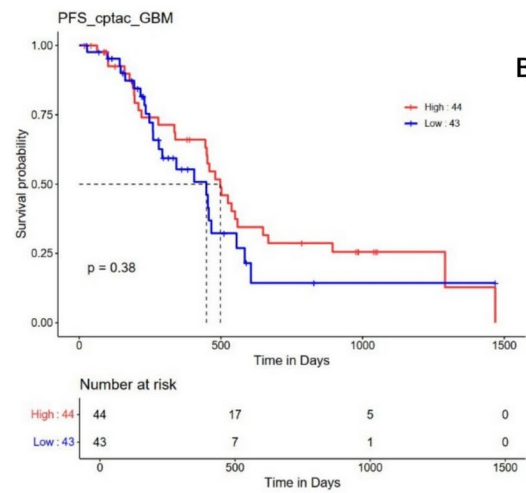 PFS_cptac_GBM
B
1.00
0.75
0.50
0.25
0.00
Survival probability
High : 44
Low : 43
p = 0.38
0 500 1000 1500
Time in Days
Number at risk
High : 44 44 17 5 0
Low : 43 43 7 1 0
0 500 1000 1500
Time in Days